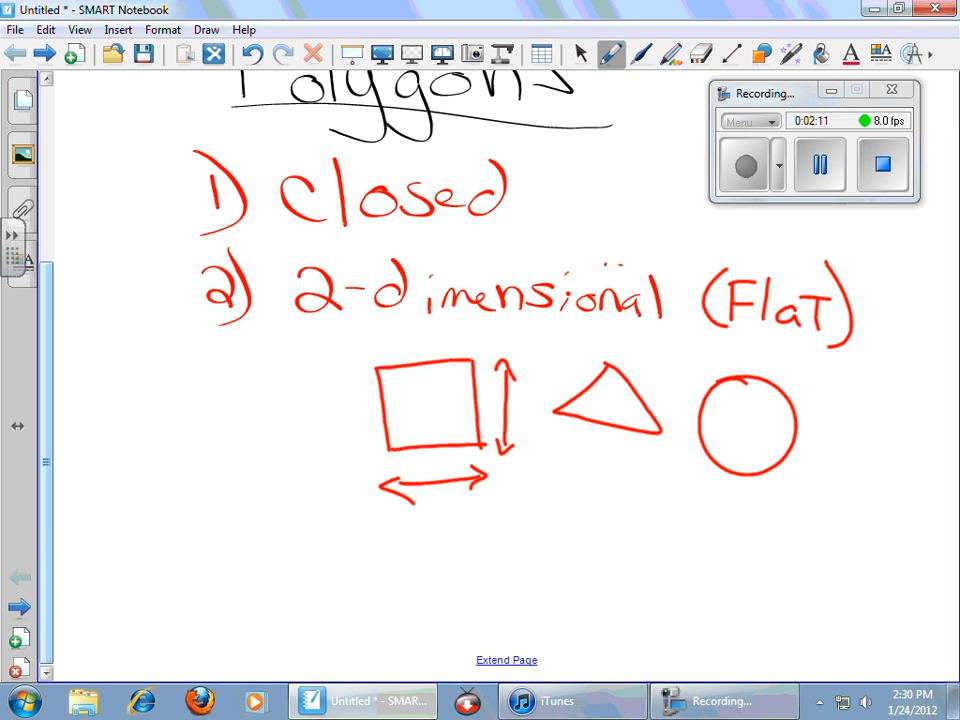 Untitled * - SMART Notebook
File Edit View Insert Format Draw Help
Polygons
Recording...
Menu 0:02:11 8.0 fps
1) Closed
2) 2-dimensional (FlaT)
Extend Page
Untitled * - SMAR... iTunes Recording... 2:30 PM
1/24/2012